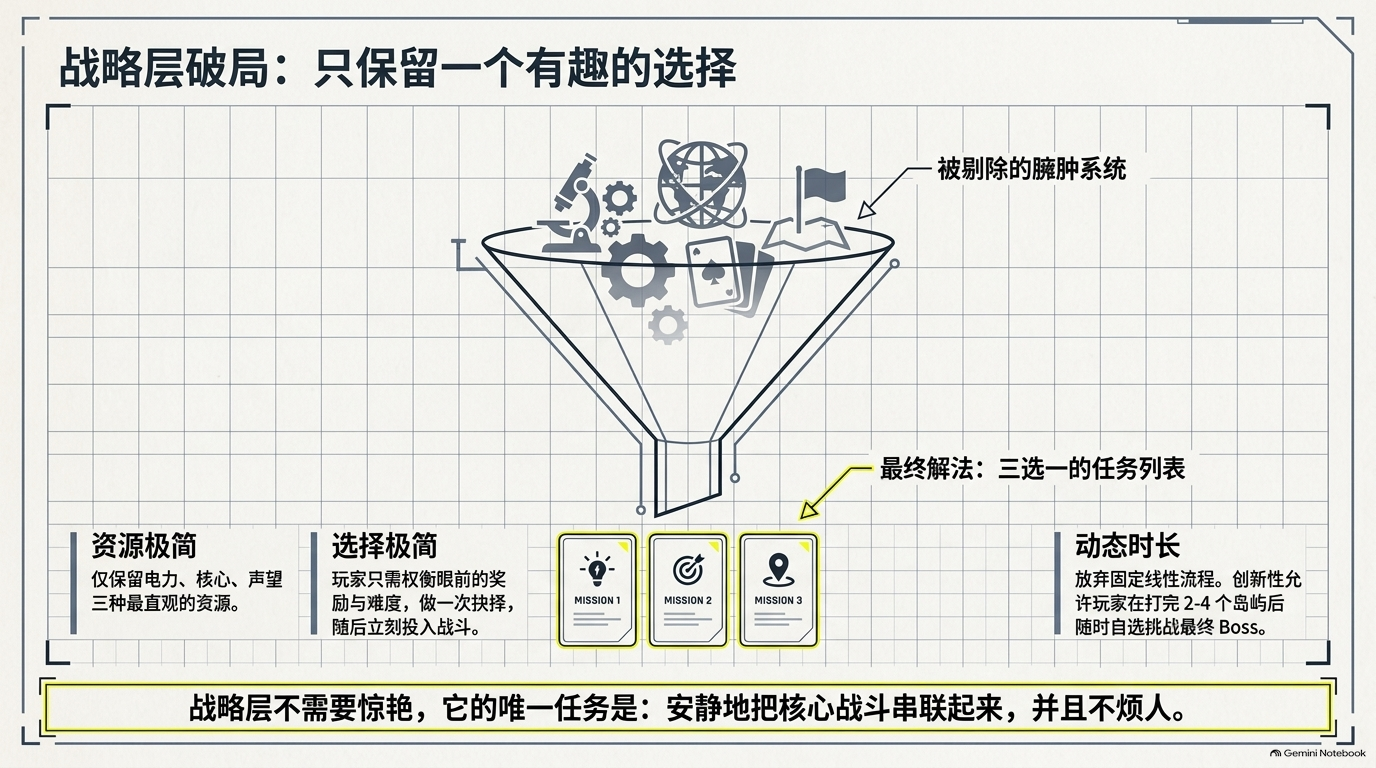 战略层破局：只保留一个有趣的选择
被剔除的臃肿系统
最终解法：三选一的任务列表
资源极简
仅保留电力、核心、声望
三种最直观的资源。
选择极简
玩家只需权衡眼前的奖
励与难度，做一次抉择，
随后立刻投入战斗。
MISSION 1
MISSION 2
MISSION 3
动态时长
放弃固定线性流程。创新性允
许玩家在打完 2-4 个岛屿后
随时自选挑战最终 Boss。
战略层不需要惊艳，它的唯一任务是：安静地把核心战斗串联起来，并且不烦人。
Gemini Notebook